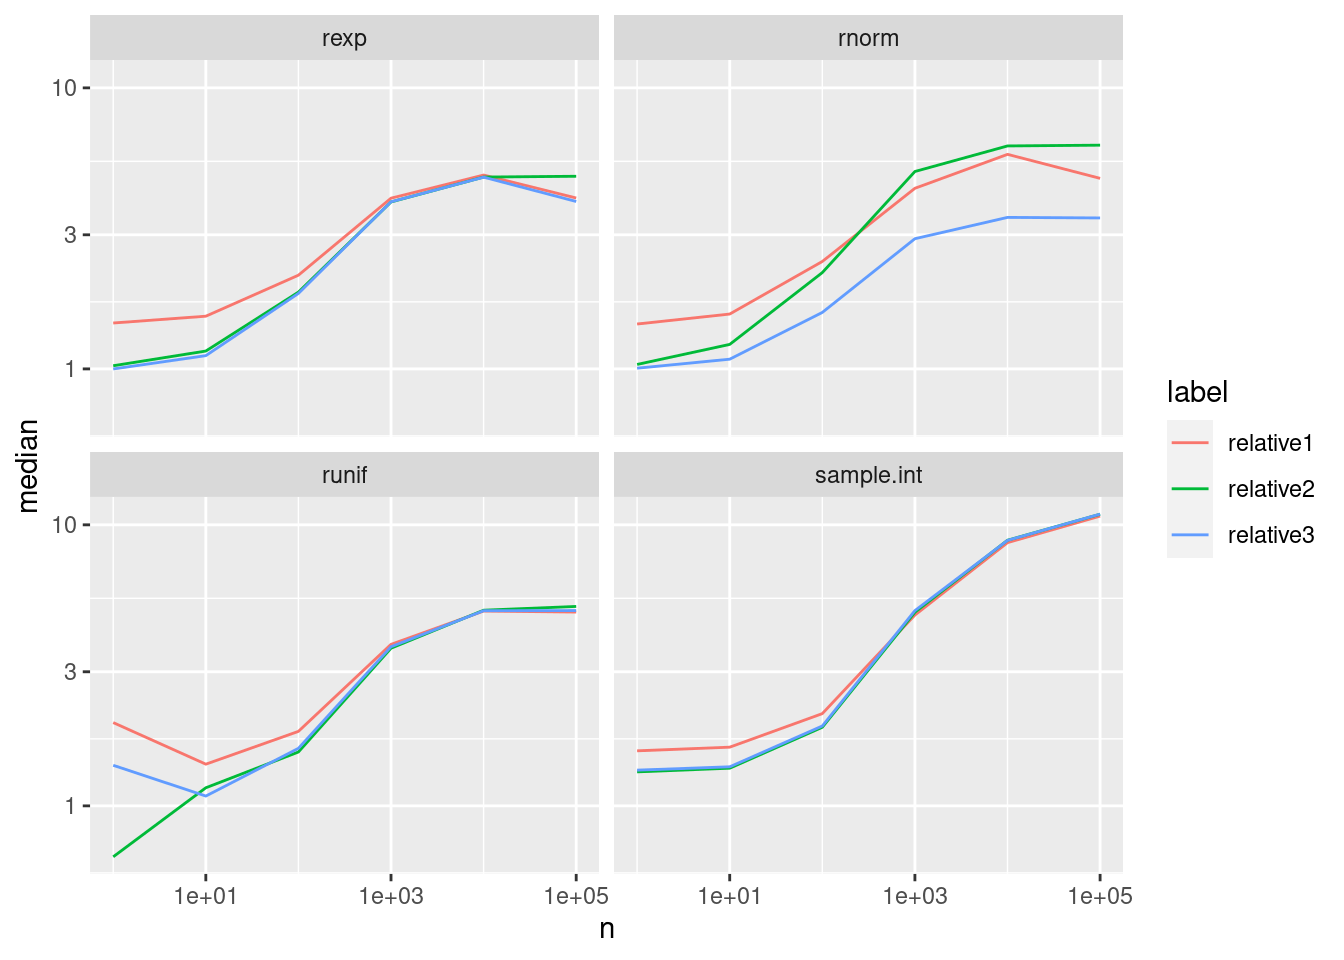 rexp
rnorm
10
3
1
runif
sample.int
10
3
1
1e+01
1e+03
1e+05
1e+01
1e+03
1e+05
n
median
label
relative1
relative2
relative3